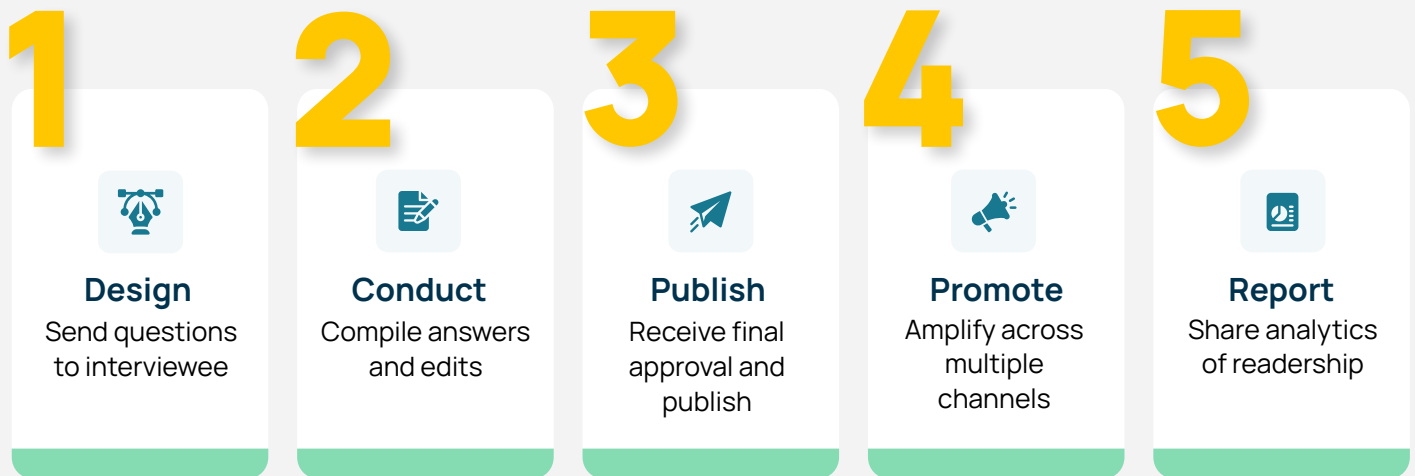 1
Design
Send questions
to interviewee
2
Conduct
Compile answers
and edits
3
Publish
Receive final
approval and
publish
4
Promote
Amplify across
multiple
channels
5
Report
Share analytics
of readership